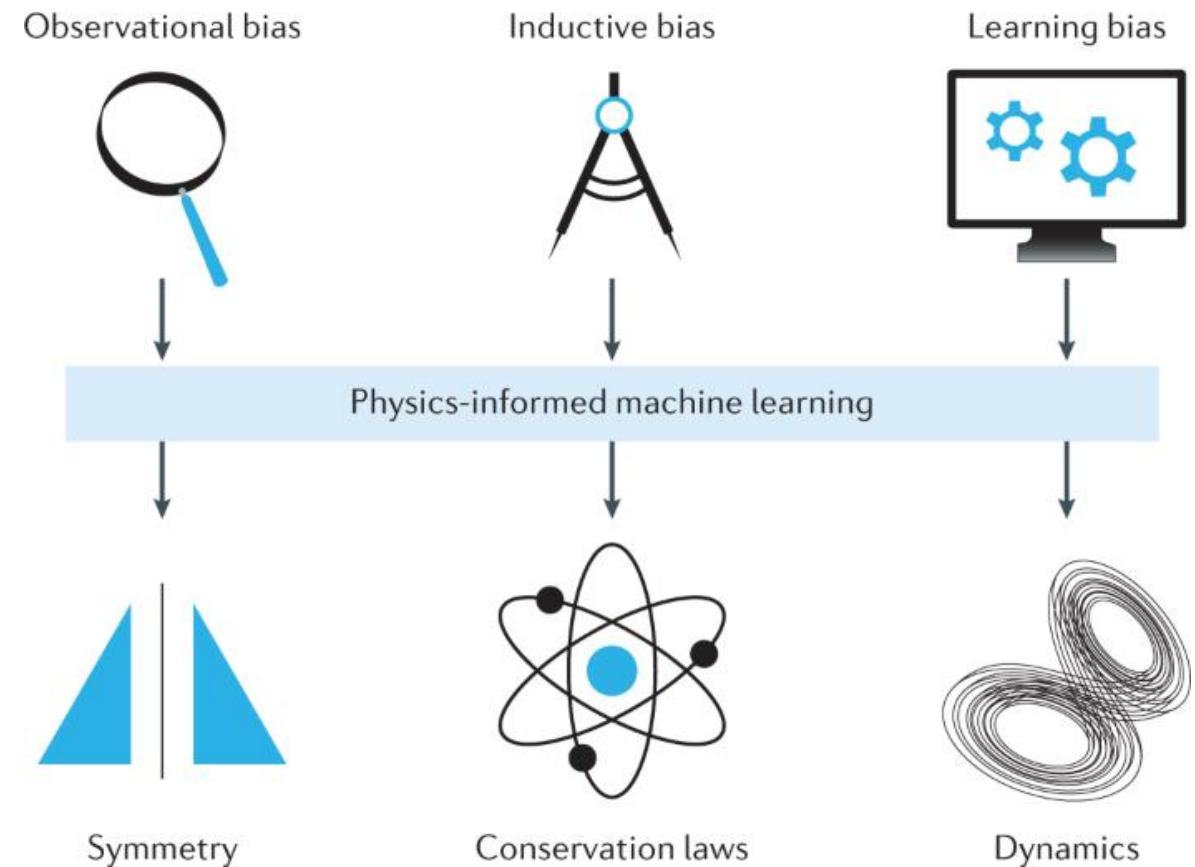 Observational bias
Inductive bias
Learning bias
Physics-informed machine learning
Symmetry
Conservation laws
Dynamics